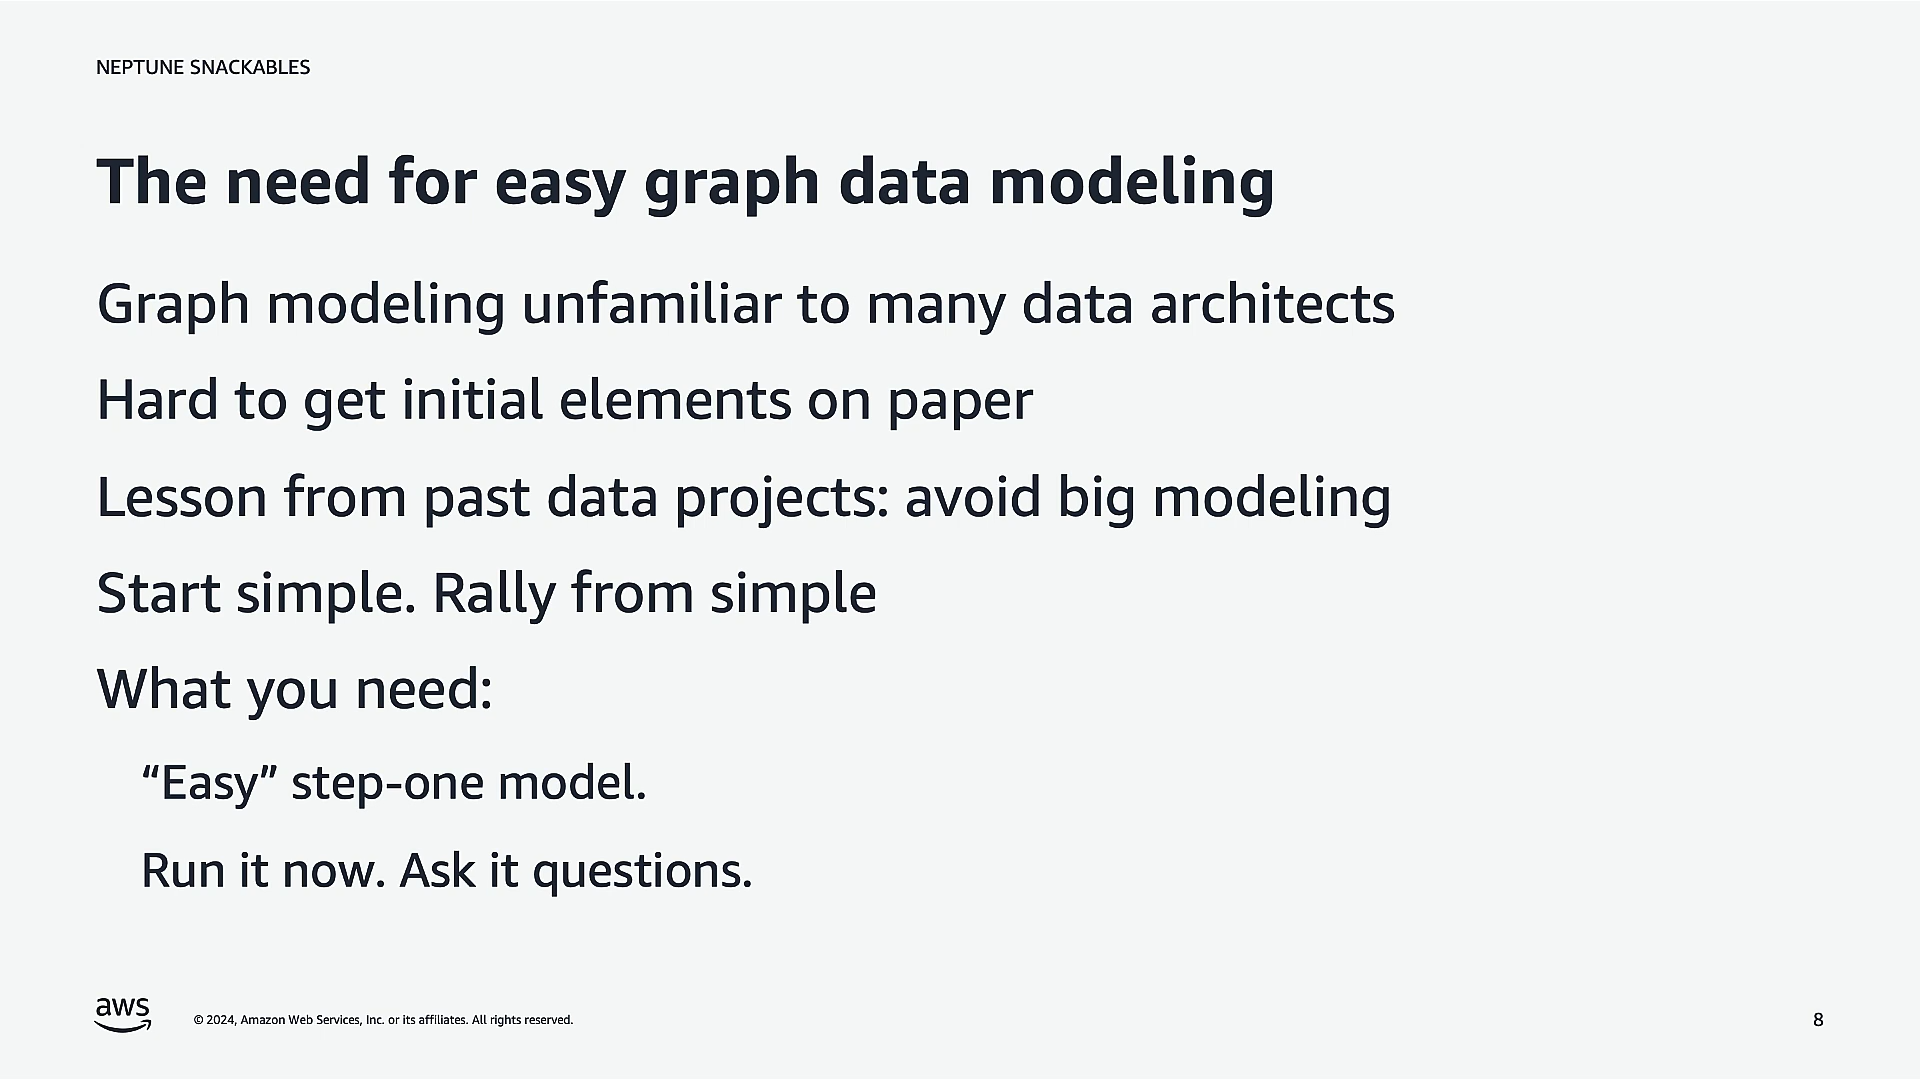 NEPTUNE SNACKABLES
The need for easy graph data modeling
Graph modeling unfamiliar to many data architects
Hard to get initial elements on paper
Lesson from past data projects: avoid big modeling
Start simple. Rally from simple
What you need:
“Easy” step-one model.
Run it now. Ask it questions.
aws
© 2024, Amazon Web Services, Inc. or its affiliates. All rights reserved.
8